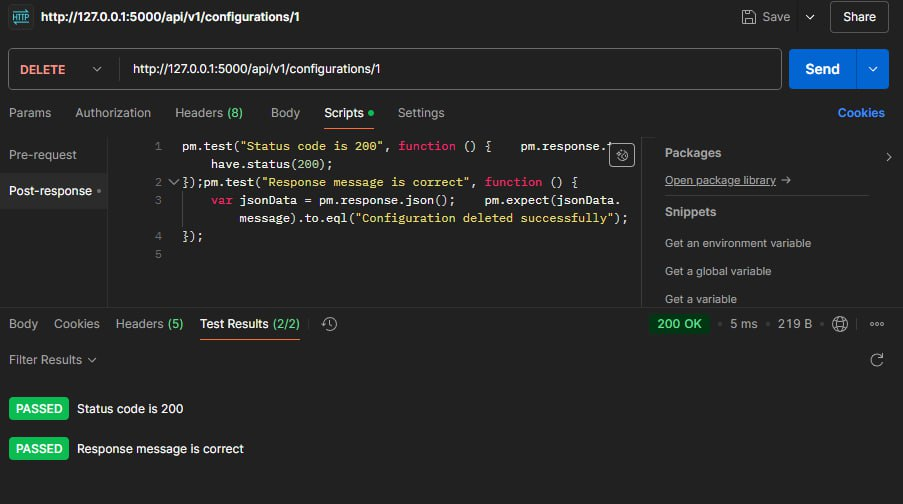 HTTP http://127.0.0.1:5000/api/v1/configurations/1 Save Share
DELETE http://127.0.0.1:5000/api/v1/configurations/1 Send
Params Authorization Headers (8) Body Scripts Settings Cookies
Pre-request
Post-response
1 pm.test("Status code is 200", function () {    pm.response.
have.status(200);
2 });pm.test("Response message is correct", function () {
3 var jsonData = pm.response.json();    pm.expect(jsonData.
message).to.eql("Configuration deleted successfully");
4 });
5
Packages
Open package library →
Snippets
Get an environment variable
Get a global variable
Get a variable
Body Cookies Headers (5) Test Results (2/2) 200 OK • 5 ms • 219 B •
Filter Results
PASSED Status code is 200
PASSED Response message is correct